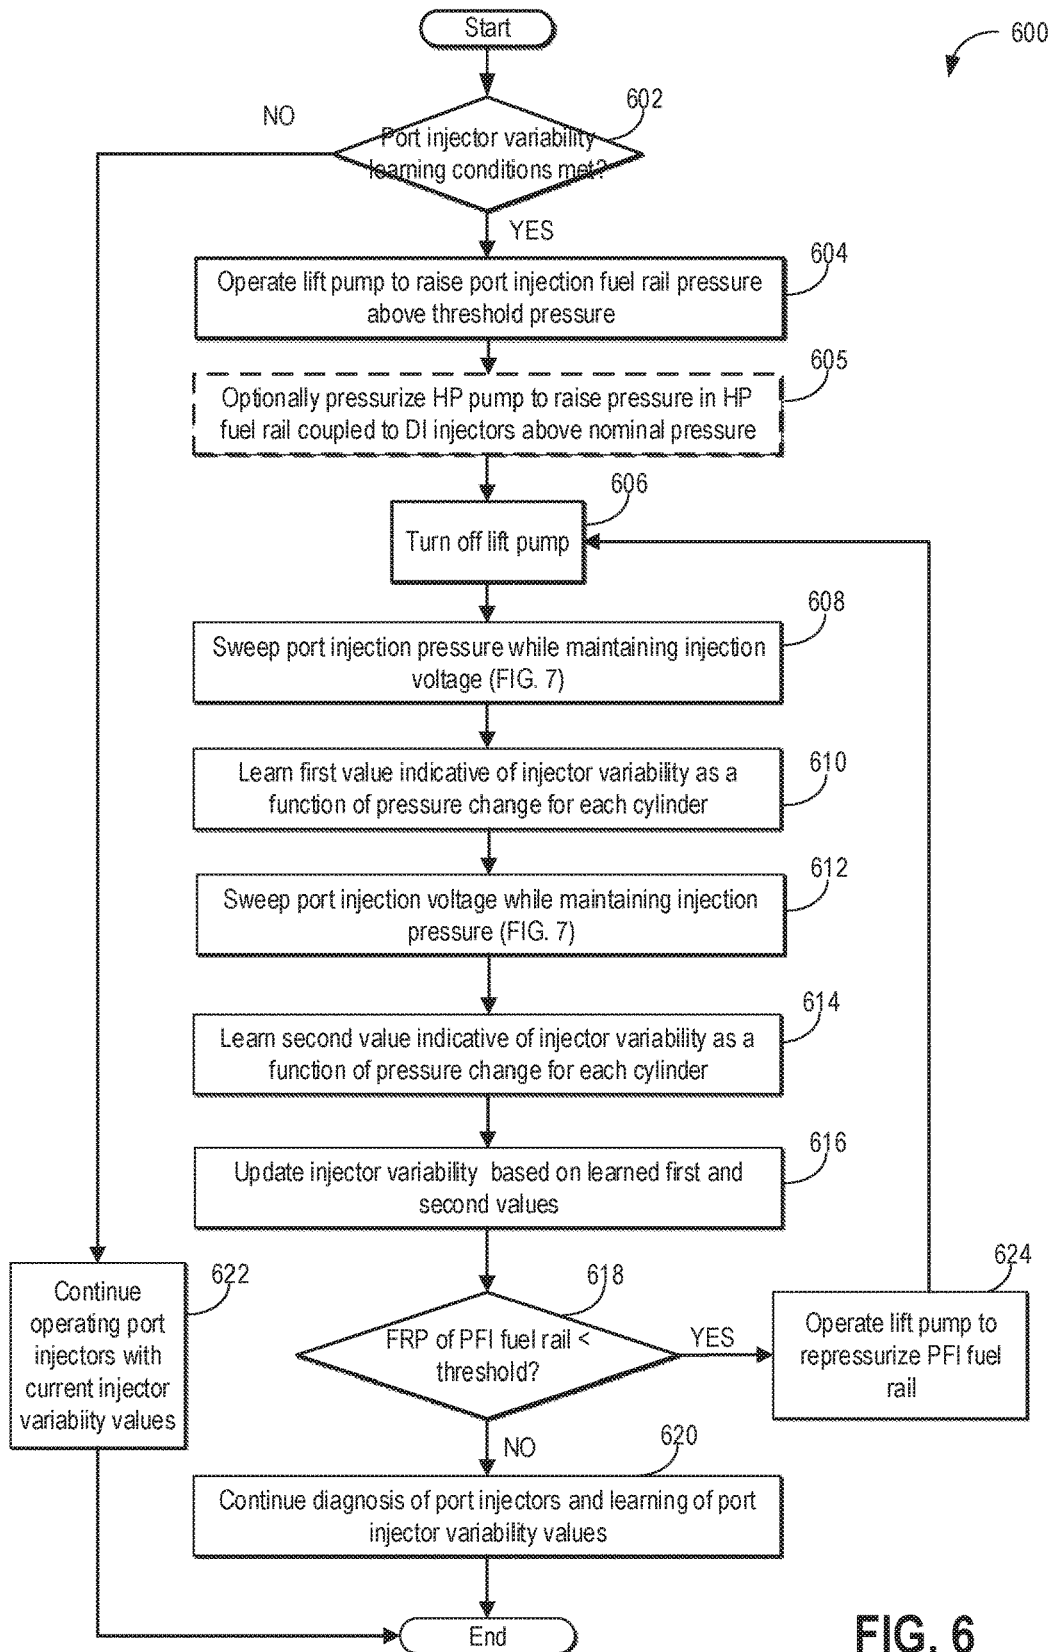 Start
600
602
NO
Port injector variability
learning conditions met?
YES
604
Operate lift pump to raise port injection fuel rail pressure
above threshold pressure
605
Optionally pressurize HP pump to raise pressure in HP
fuel rail coupled to DI injectors above nominal pressure
606
Turn off lift pump
608
Sweep port injection pressure while maintaining injection
voltage (FIG. 7)
610
Learn first value indicative of injector variability as a
function of pressure change for each cylinder
612
Sweep port injection voltage while maintaining injection
pressure (FIG. 7)
614
Learn second value indicative of injector variability as a
function of pressure change for each cylinder
616
Update injector variability based on learned first and
second values
622
Continue
operating port
injectors with
current injector
variability values
618
FRP of PFI fuel rail <
threshold?
YES
624
Operate lift pump to
repressurize PFI fuel
rail
NO
620
Continue diagnosis of port injectors and learning of port
injector variability values
End
FIG. 6